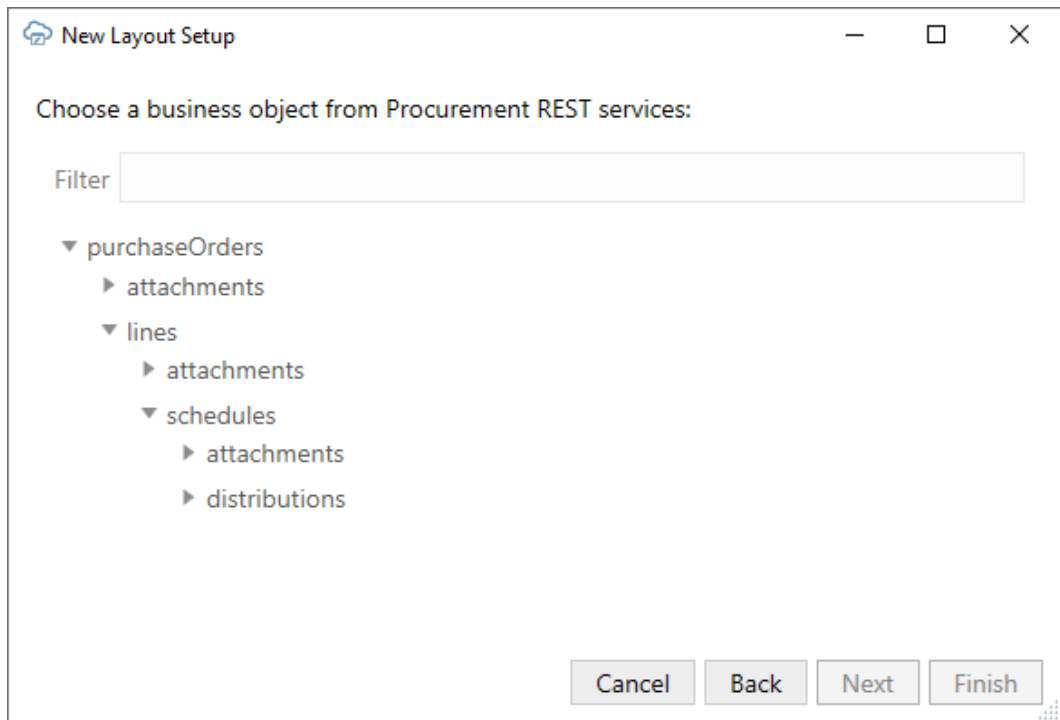 New Layout Setup
Choose a business object from Procurement REST services:
Filter
purchaseOrders
attachments
lines
attachments
schedules
attachments
distributions
Cancel Back Next Finish